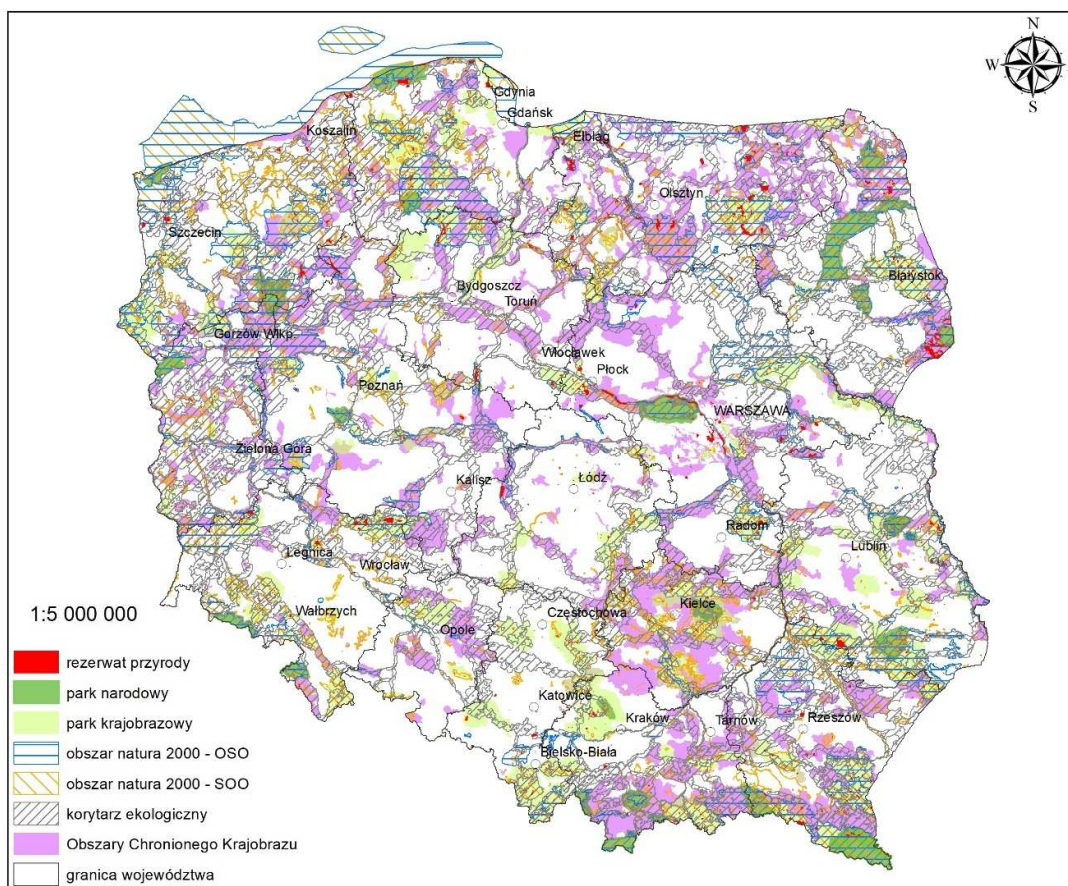 N
W
E
S
Gdynia
Gdańsk
Koszalin
Elbląg
Olsztyn
Szczecin
Białystok
Bydgoszcz
Toruń
Gorzów Wlkp.
Włocławek
Płock
Poznań
WARSZAWA
Zielona Góra
Kalisz
Łódź
Radom
Legnica
Lublin
Wrocław
Wałbrzych
Częstochowa
Kielce
Opole
Katowice
Kraków
Tarnów
Rzeszów
Bielsko-Biała
1:5 000 000
rezerwat przyrody
park narodowy
park krajobrazowy
obszar natura 2000 - OSO
obszar natura 2000 - SOO
korytarz ekologiczny
Obszary Chronionego Krajobrazu
granica województwa